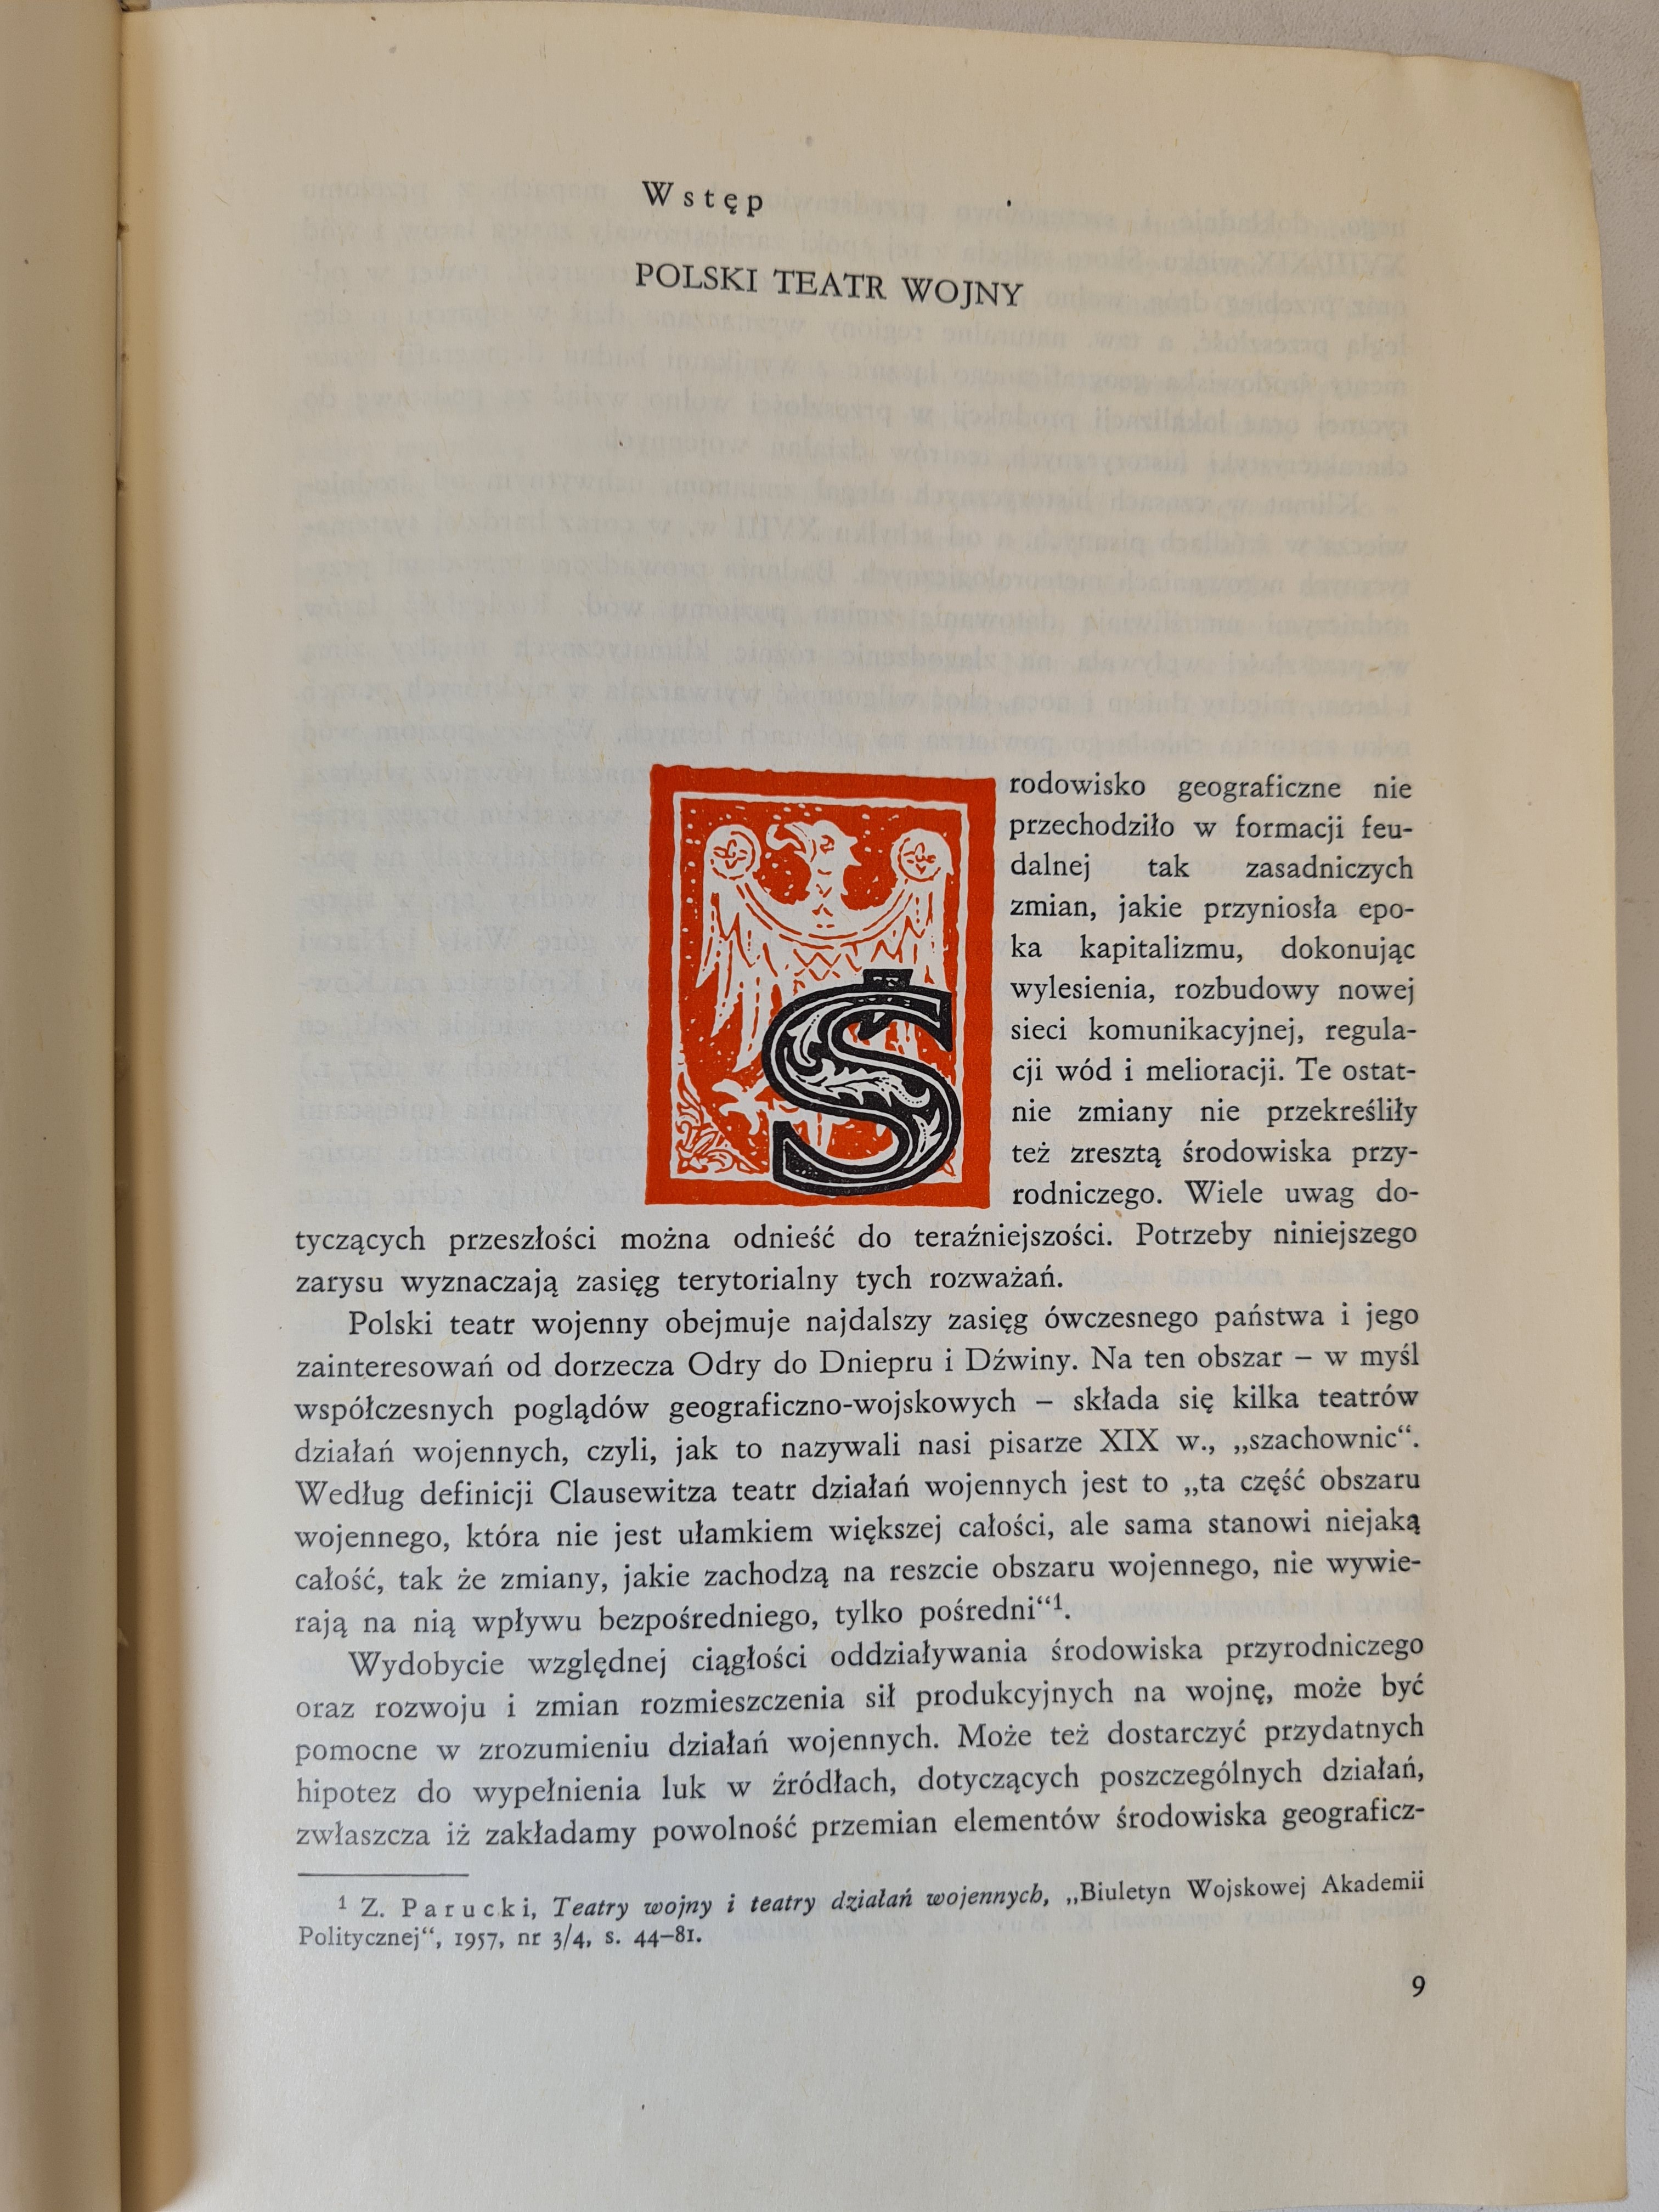 Wstęp
POLSKI TEATR WOJNY
Środowisko geograficzne nie
przechodziło w formacji feu-
dalnej tak zasadniczych
zmian, jakie przyniosła epo-
ka kapitalizmu, dokonując
wylesienia, rozbudowy nowej
sieci komunikacyjnej, regula-
cji wód i melioracji. Te ostat-
nie zmiany nie przekreśliły
też zresztą środowiska przy-
rodniczego. Wiele uwag do-
tyczących przeszłości można odnieść do teraźniejszości. Potrzeby niniejszego
zarysu wyznaczają zasięg terytorialny tych rozważań.
Polski teatr wojenny obejmuje najdalszy zasięg ówczesnego państwa i jego
zainteresowań od dorzecza Odry do Dniepru i Dźwiny. Na ten obszar – w myśl
współczesnych poglądów geograficzno-wojskowych – składa się kilka teatrów
działań wojennych, czyli, jak to nazywali nasi pisarze XIX w., „szachownic“.
Według definicji Clausewitza teatr działań wojennych jest to „ta część obszaru
wojennego, która nie jest ułamkiem większej całości, ale sama stanowi niejaką
całość, tak że zmiany, jakie zachodzą na reszcie obszaru wojennego, nie wywie-
rają na nią wpływu bezpośredniego, tylko pośredni“¹.
Wydobycie względnej ciągłości oddziaływania środowiska przyrodniczego
oraz rozwoju i zmian rozmieszczenia sił produkcyjnych na wojnę, może być
pomocne w zrozumieniu działań wojennych. Może też dostarczyć przydatnych
hipotez do wypełnienia luk w źródłach, dotyczących poszczególnych działań,
zwłaszcza iż zakładamy powolność przemian elementów środowiska geograficz-
¹ Z. Parucki, Teatry wojny i teatry działań wojennych, „Biuletyn Wojskowej Akademii
Politycznej“, 1957, nr 3/4, s. 44–81.
9